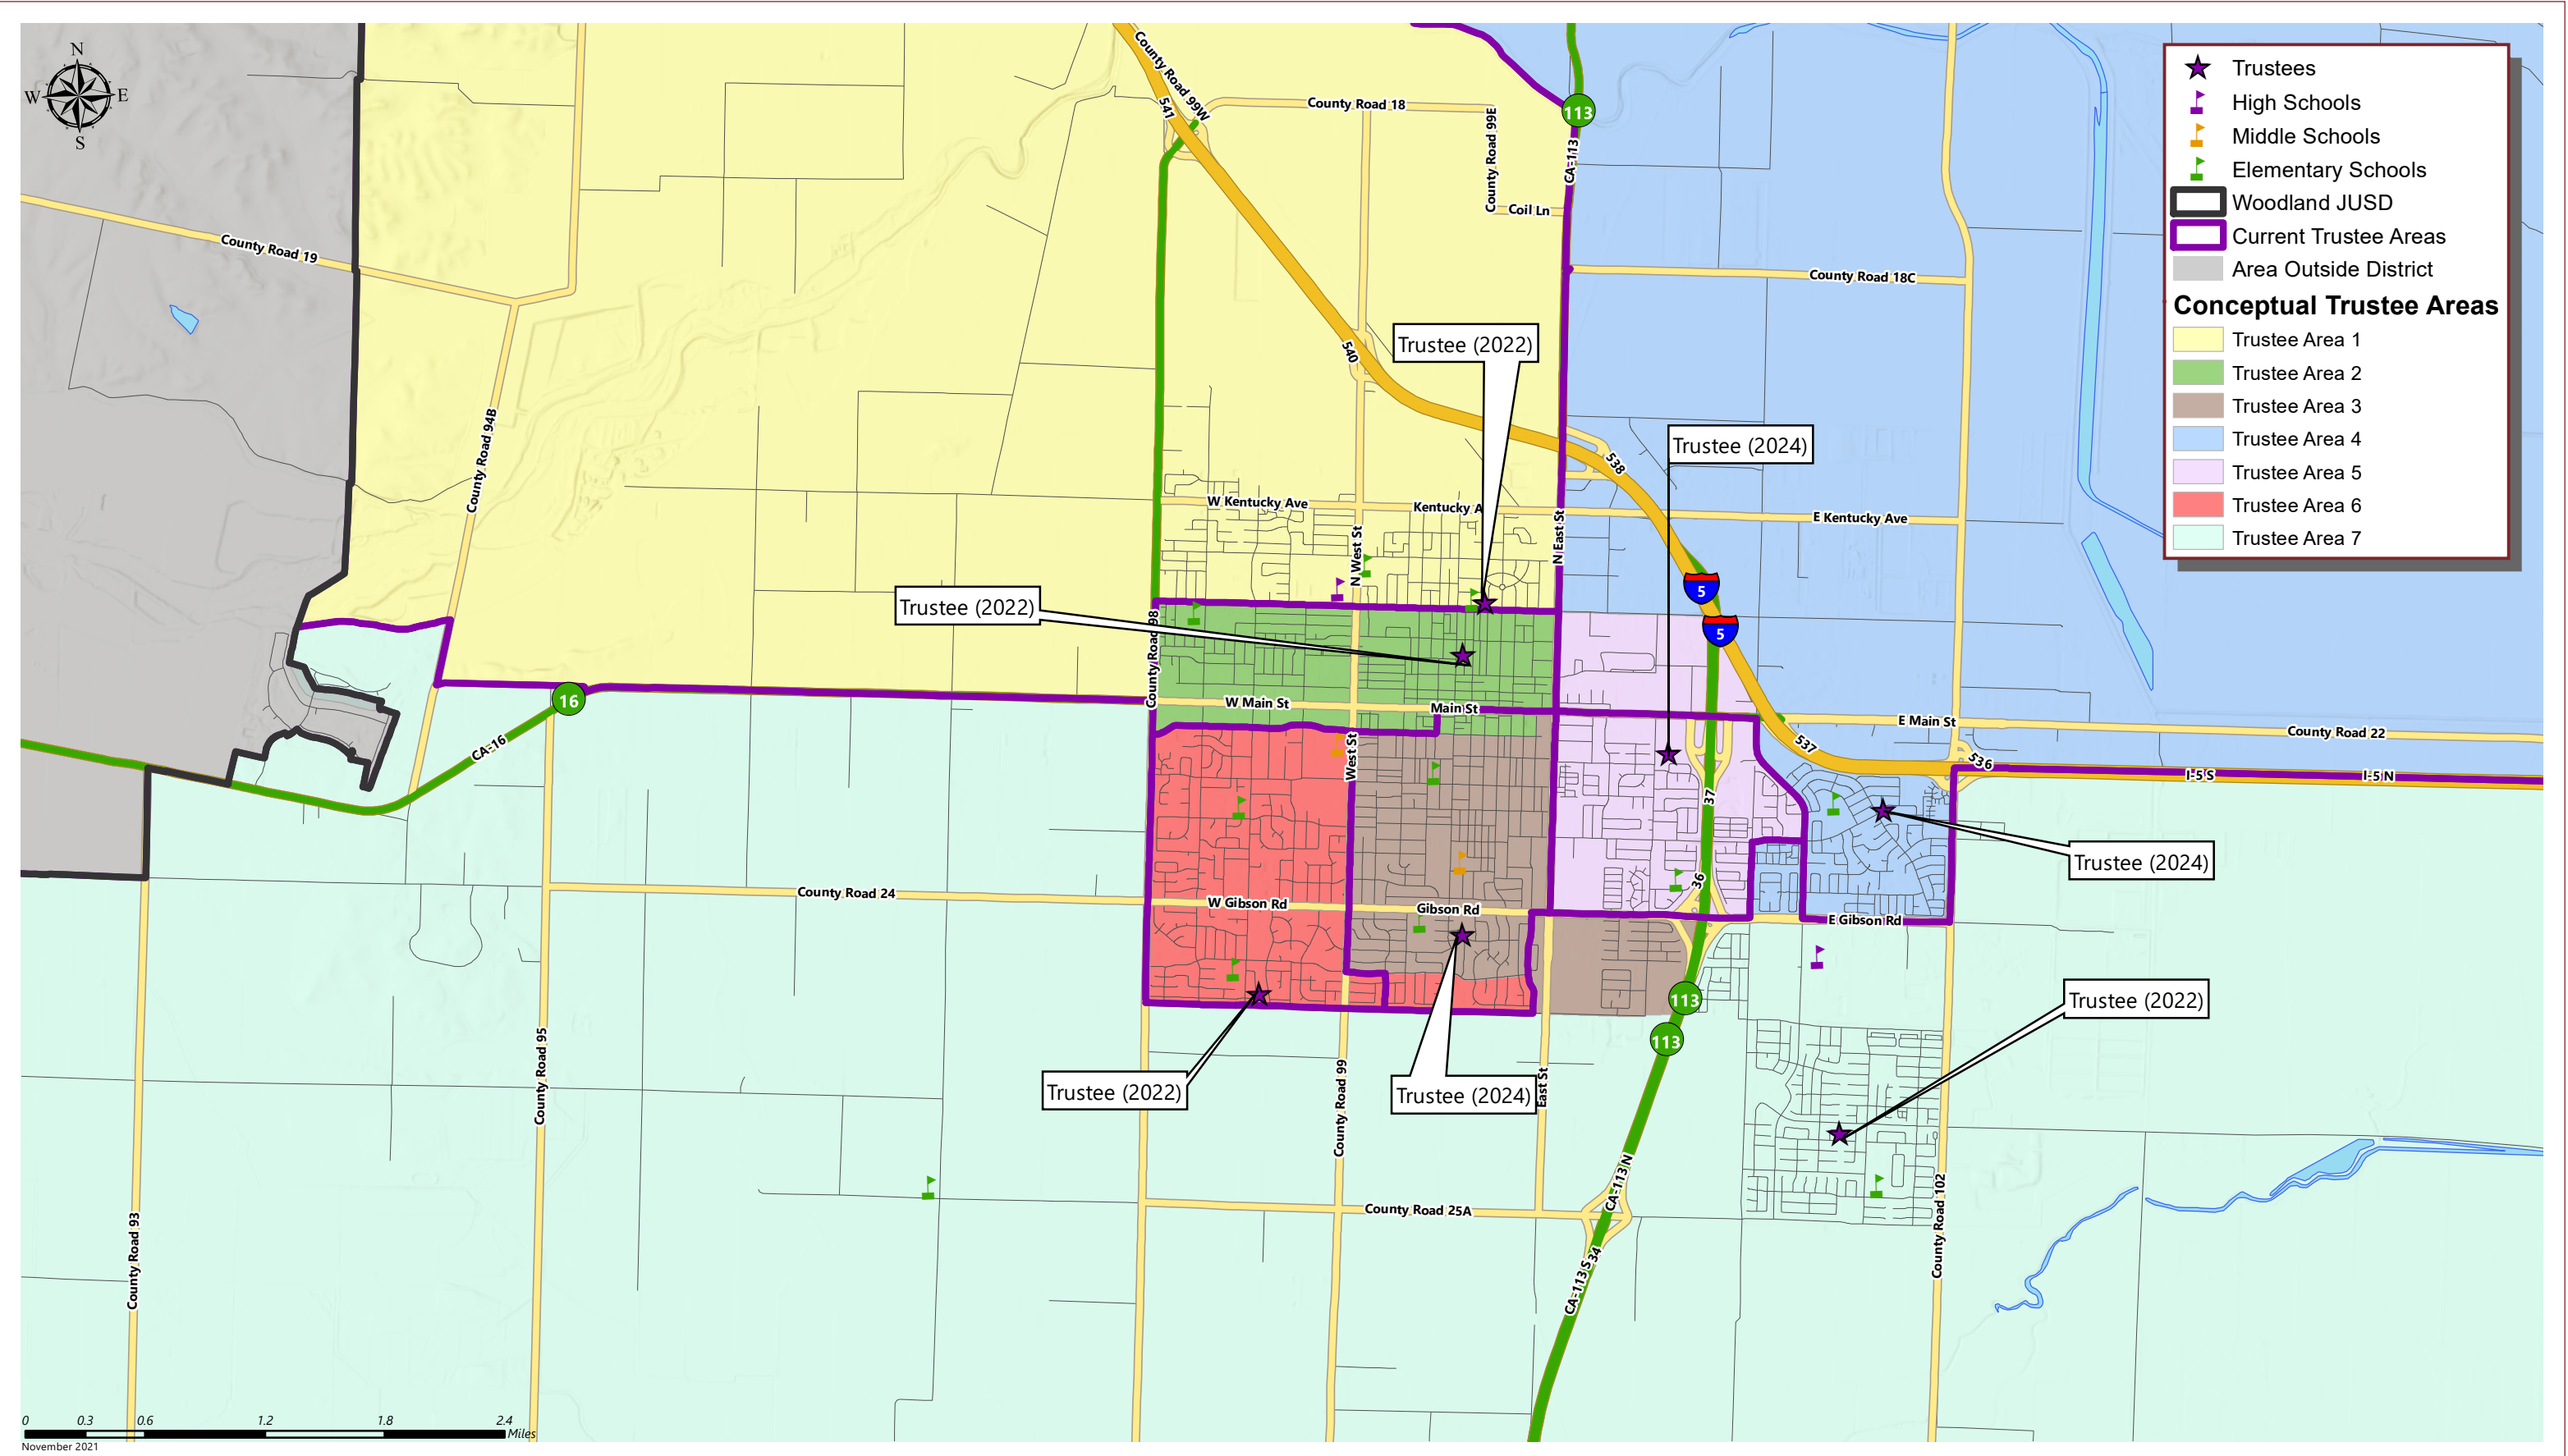 N
W
E
S
Trustees
High Schools
Middle Schools
Elementary Schools
Woodland JUSD
Current Trustee Areas
Area Outside District
Conceptual Trustee Areas
Trustee Area 1
Trustee Area 2
Trustee Area 3
Trustee Area 4
Trustee Area 5
Trustee Area 6
Trustee Area 7
County Road 99W
541
County Road 18
County Road 99E
113
CA-113
Coil Ln
County Road 19
County Road 18C
Trustee (2022)
540
Trustee (2024)
County Road 94B
538
W Kentucky Ave
Kentucky A
E Kentucky Ave
N West St
N East St
5
5
Trustee (2022)
County Road 98
16
W Main St
Main St
E Main St
County Road 22
CA-16
West St
537
536
I-5 S
I-5 N
37
Trustee (2024)
36
County Road 24
W Gibson Rd
Gibson Rd
E Gibson Rd
113
Trustee (2022)
113
County Road 95
Trustee (2022)
Trustee (2024)
East St
County Road 99
CA-113 N
County Road 102
County Road 25A
County Road 93
34
CA-113 S
0 0.3 0.6 1.2 1.8 2.4
Miles
November 2021